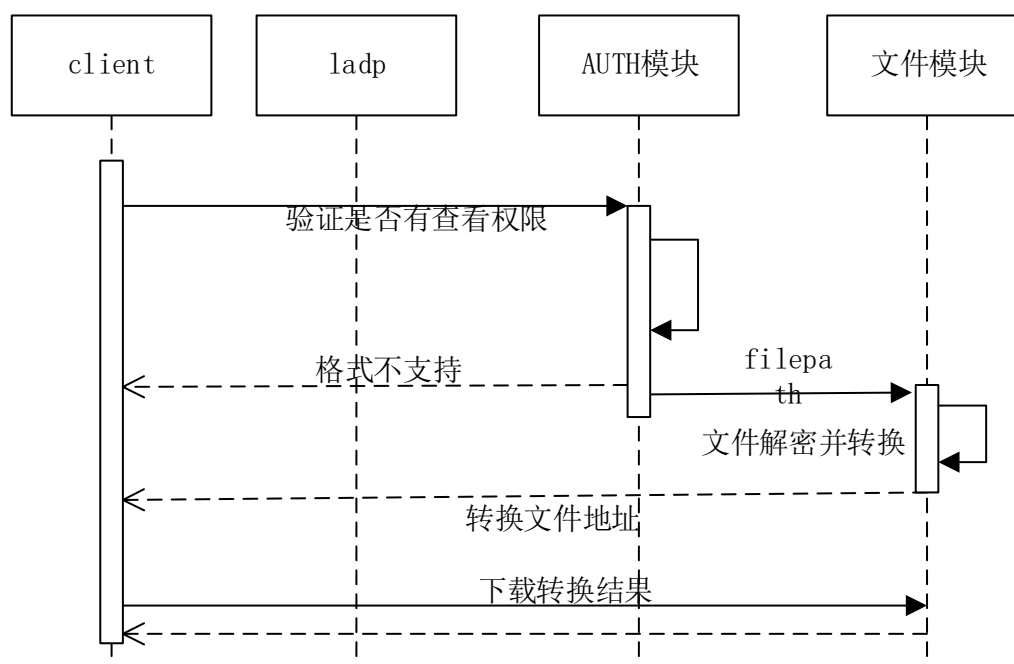 client
ladp
AUTH模块
文件模块
验证是否有查看权限
格式不支持
filepa
th
文件解密并转换
转换文件地址
下载转换结果